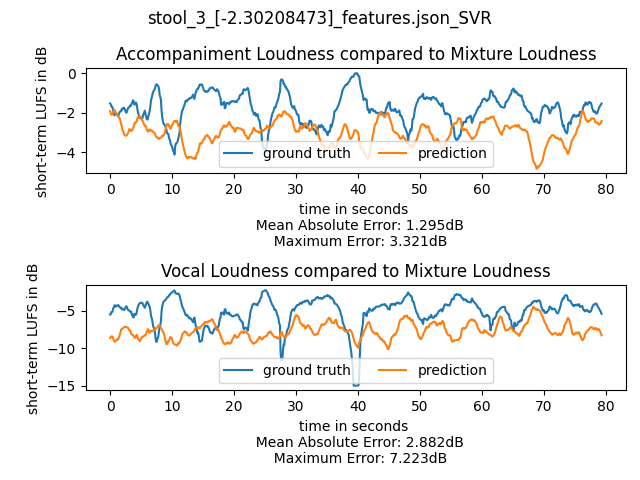 stool_3_[-2.30208473]_features.json_SVR
Accompaniment Loudness compared to Mixture Loudness
short-term LUFS in dB
0
−2
−4
ground truth prediction
0 10 20 30 40 50 60 70 80
time in seconds
Mean Absolute Error: 1.295dB
Maximum Error: 3.321dB
Vocal Loudness compared to Mixture Loudness
short-term LUFS in dB
−5
−10
−15
ground truth prediction
0 10 20 30 40 50 60 70 80
time in seconds
Mean Absolute Error: 2.882dB
Maximum Error: 7.223dB